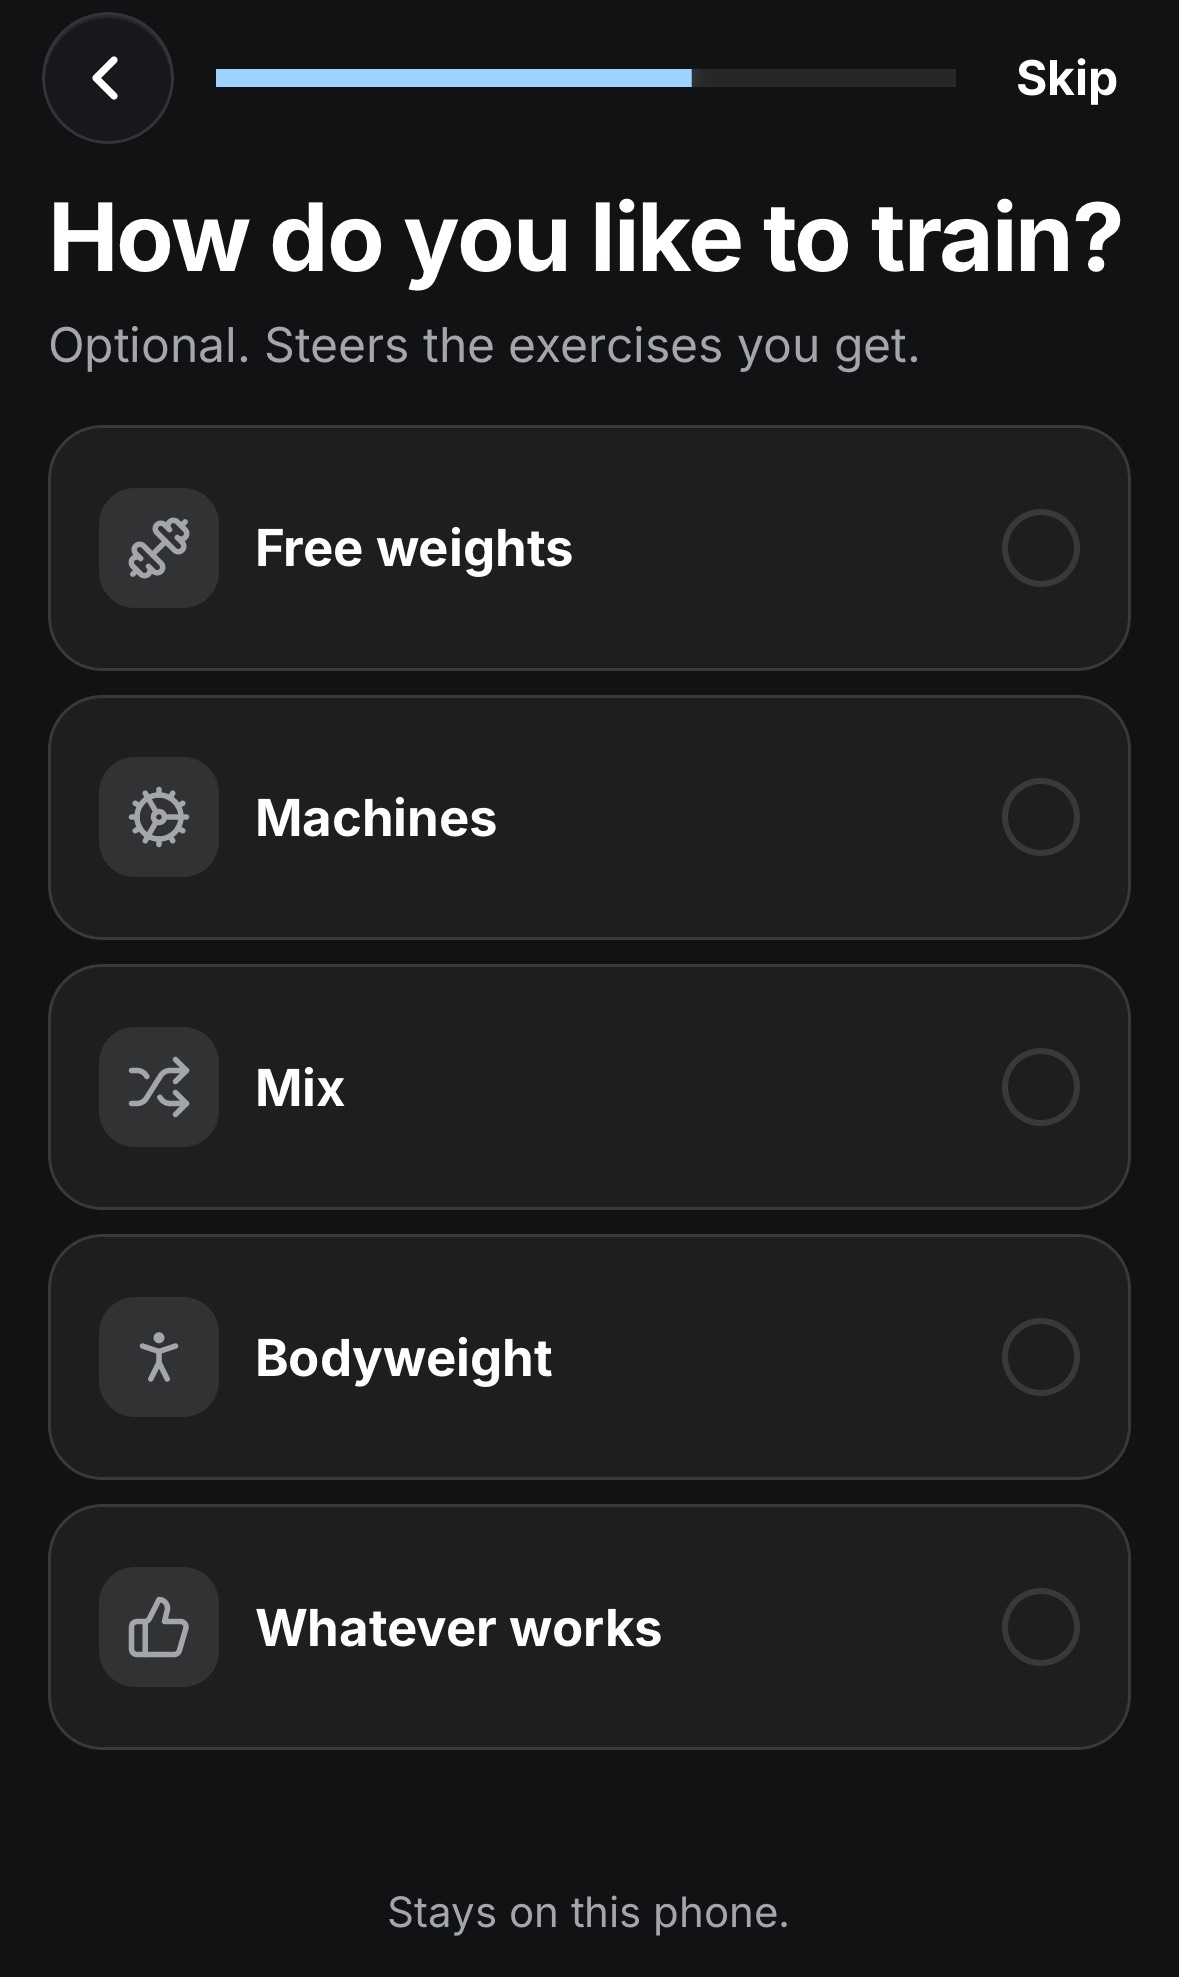 Skip
How do you like to train?
Optional. Steers the exercises you get.
Free weights
Machines
Mix
Bodyweight
Whatever works
Stays on this phone.